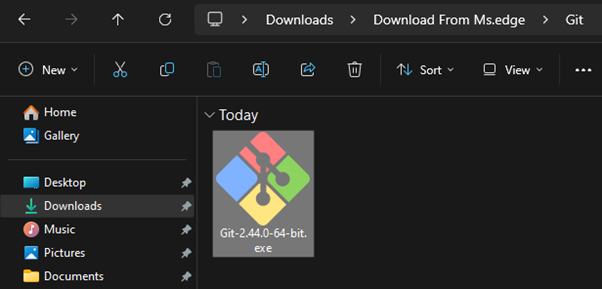 Downloads > Download From Ms.edge > Git
New Sort View
Home
Gallery
Desktop
Downloads
Music
Pictures
Documents
Today
Git-2.44.0-64-bit.
exe